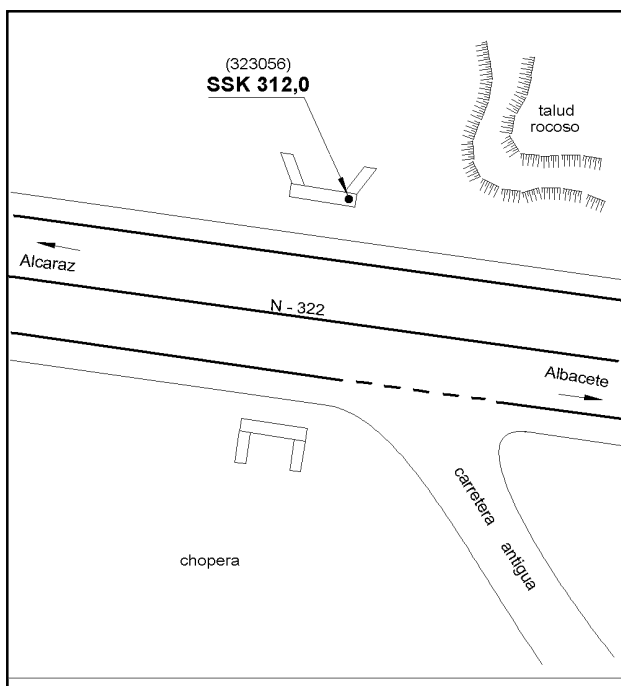 (323056)
SSK 312,0
talud
rocoso
Alcaraz
N - 322
Albacete
carretera
antigua
chopera